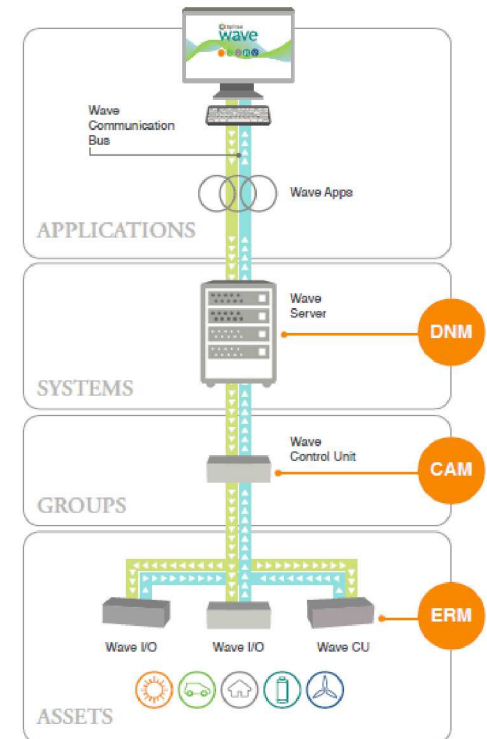 wave
Wave
Communication
Bus
Wave Apps
APPLICATIONS
Wave
Server
DNM
SYSTEMS
Wave
Control Unit
CAM
GROUPS
ERM
Wave I/O
Wave I/O
Wave CU
ASSETS